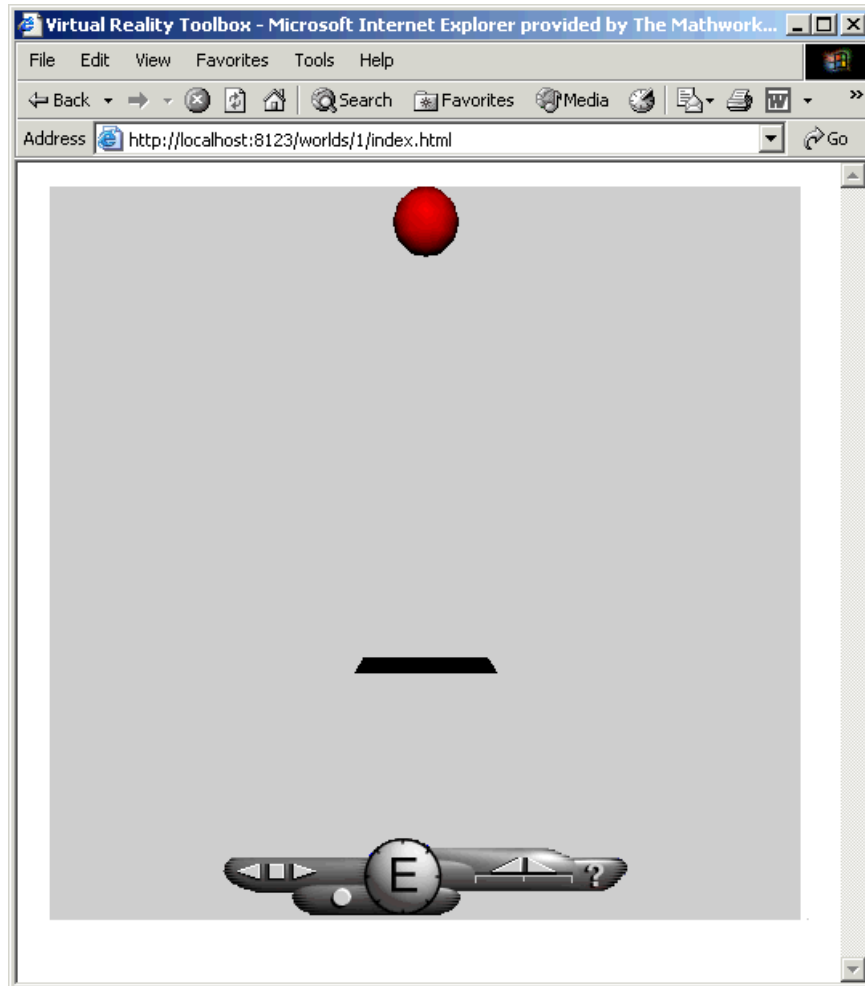 Virtual Reality Toolbox - Microsoft Internet Explorer provided by The Mathwork...
File Edit View Favorites Tools Help
Back Search Favorites Media W »
Address http://localhost:8123/worlds/1/index.html Go
E ?